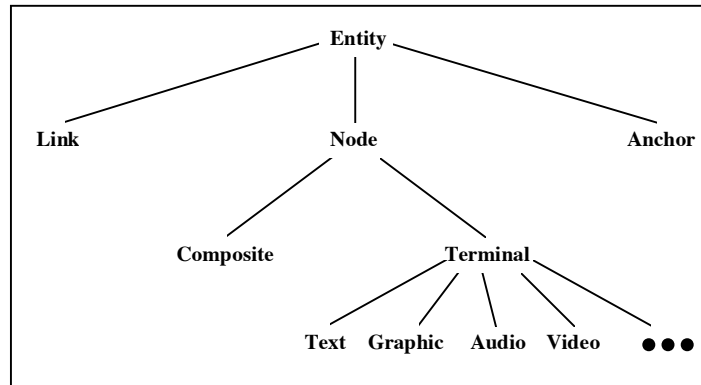 Entity
Link Node Anchor
Composite Terminal
Text Graphic Audio Video ●●●